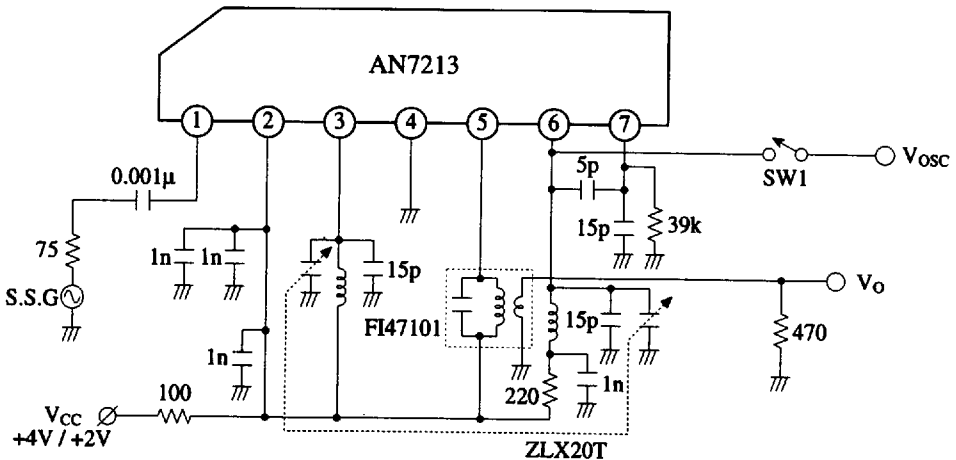 AN7213
1
2
3
4
5
6
7
0.001μ
75
S.S.G
1n
1n
1n
15p
FI47101
5p
15p
39k
SW1
VOSC
VO
15p
470
1n
220
100
VCC
+4V / +2V
ZLX20T